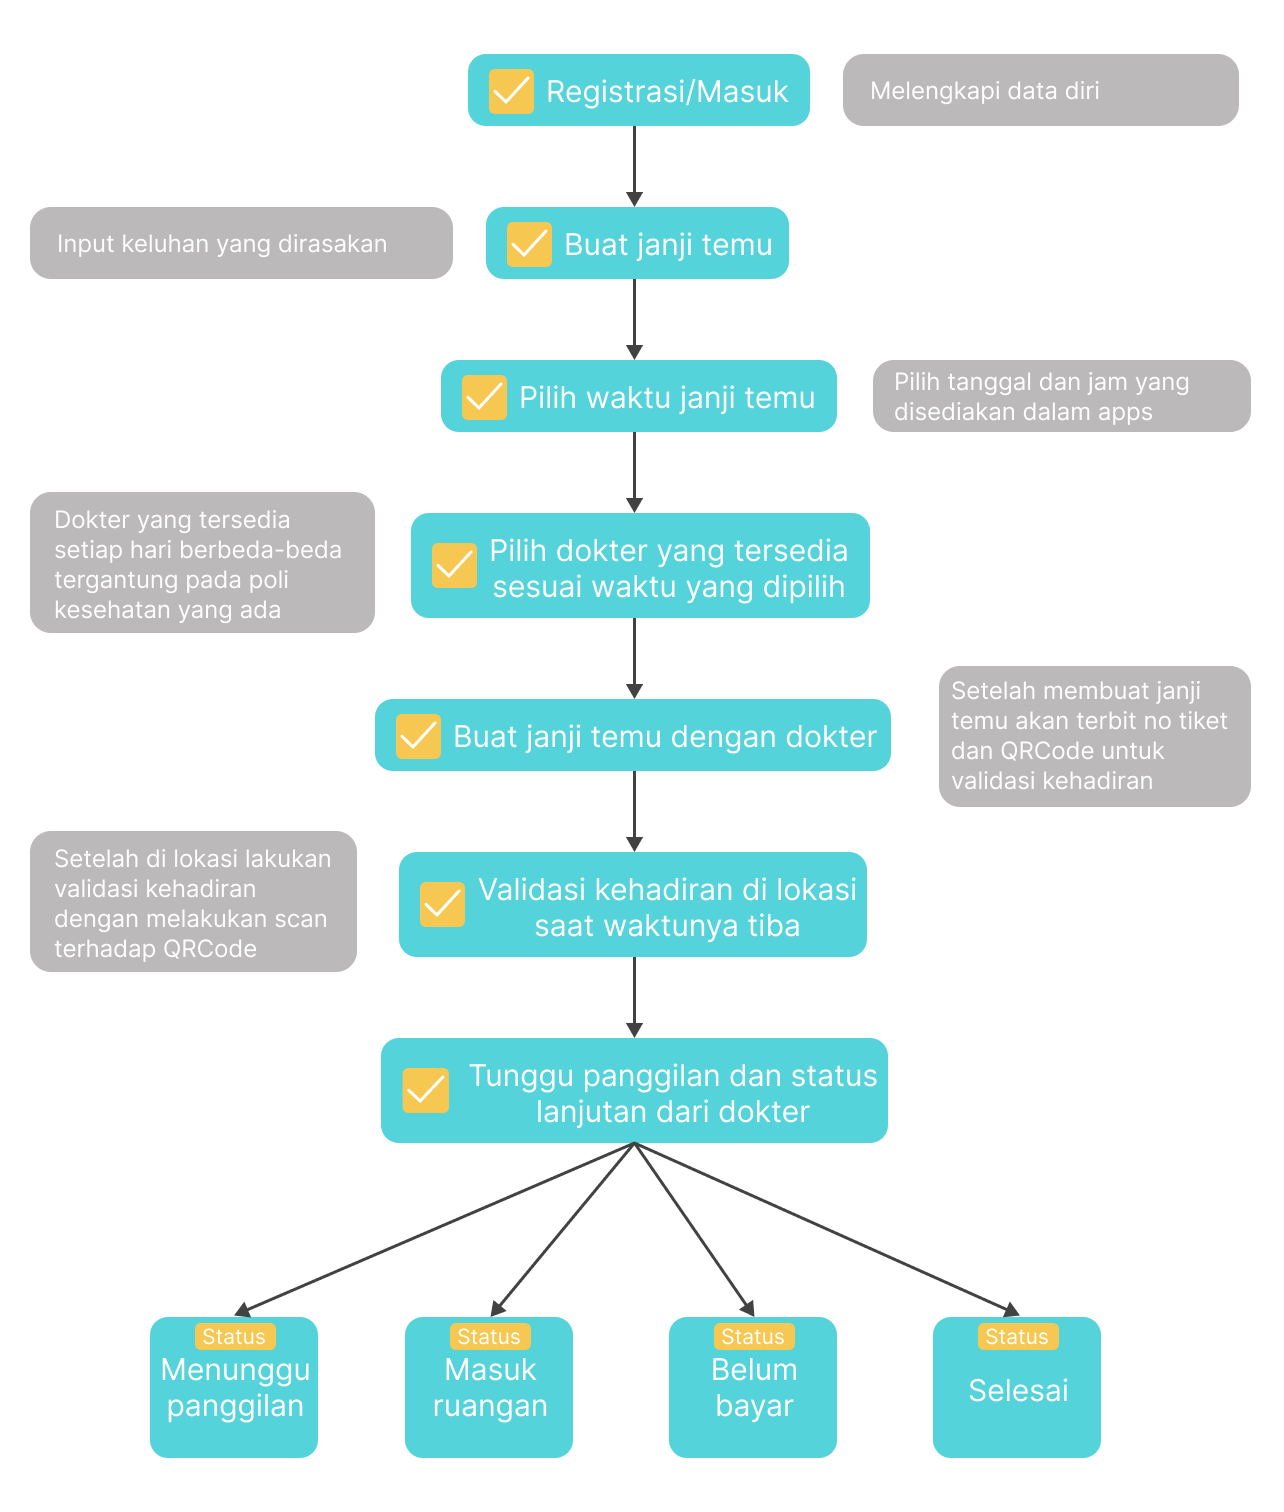 Registrasi/Masuk
Melengkapi data diri
Input keluhan yang dirasakan
Buat janji temu
Pilih waktu janji temu
Pilih tanggal dan jam yang
disediakan dalam apps
Dokter yang tersedia
setiap hari berbeda-beda
tergantung pada poli
kesehatan yang ada
Pilih dokter yang tersedia
sesuai waktu yang dipilih
Buat janji temu dengan dokter
Setelah membuat janji
temu akan terbit no tiket
dan QRCode untuk
validasi kehadiran
Setelah di lokasi lakukan
validasi kehadiran
dengan melakukan scan
terhadap QRCode
Validasi kehadiran di lokasi
saat waktunya tiba
Tunggu panggilan dan status
lanjutan dari dokter
Status
Menunggu
panggilan
Status
Masuk
ruangan
Status
Belum
bayar
Status
Selesai